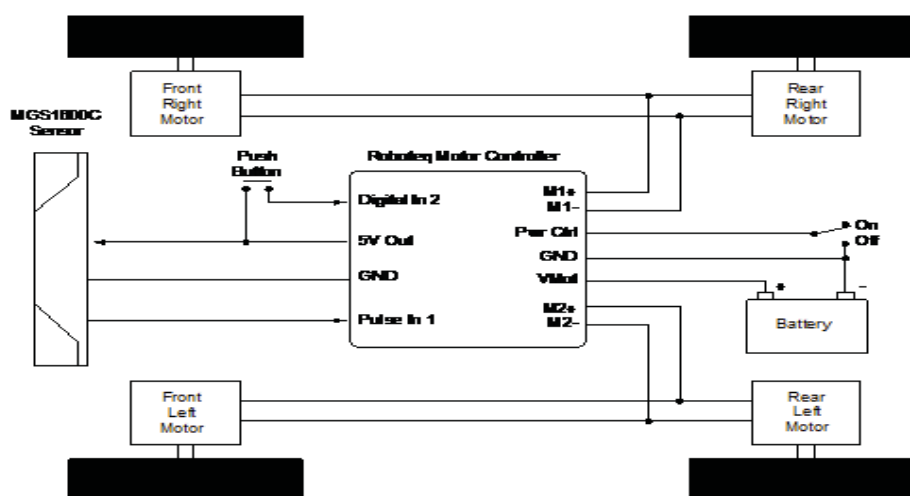 Front
Right
Motor
Rear
Right
Motor
MGS1600C
Sensor
Push
Button
Roboteq Motor Controller
Digital In 2
5V Out
GND
Pulse In 1
M1+
M1-
Pwr Ctrl
GND
VMot
M2+
M2-
On
Off
+
-
Battery
Front
Left
Motor
Rear
Left
Motor